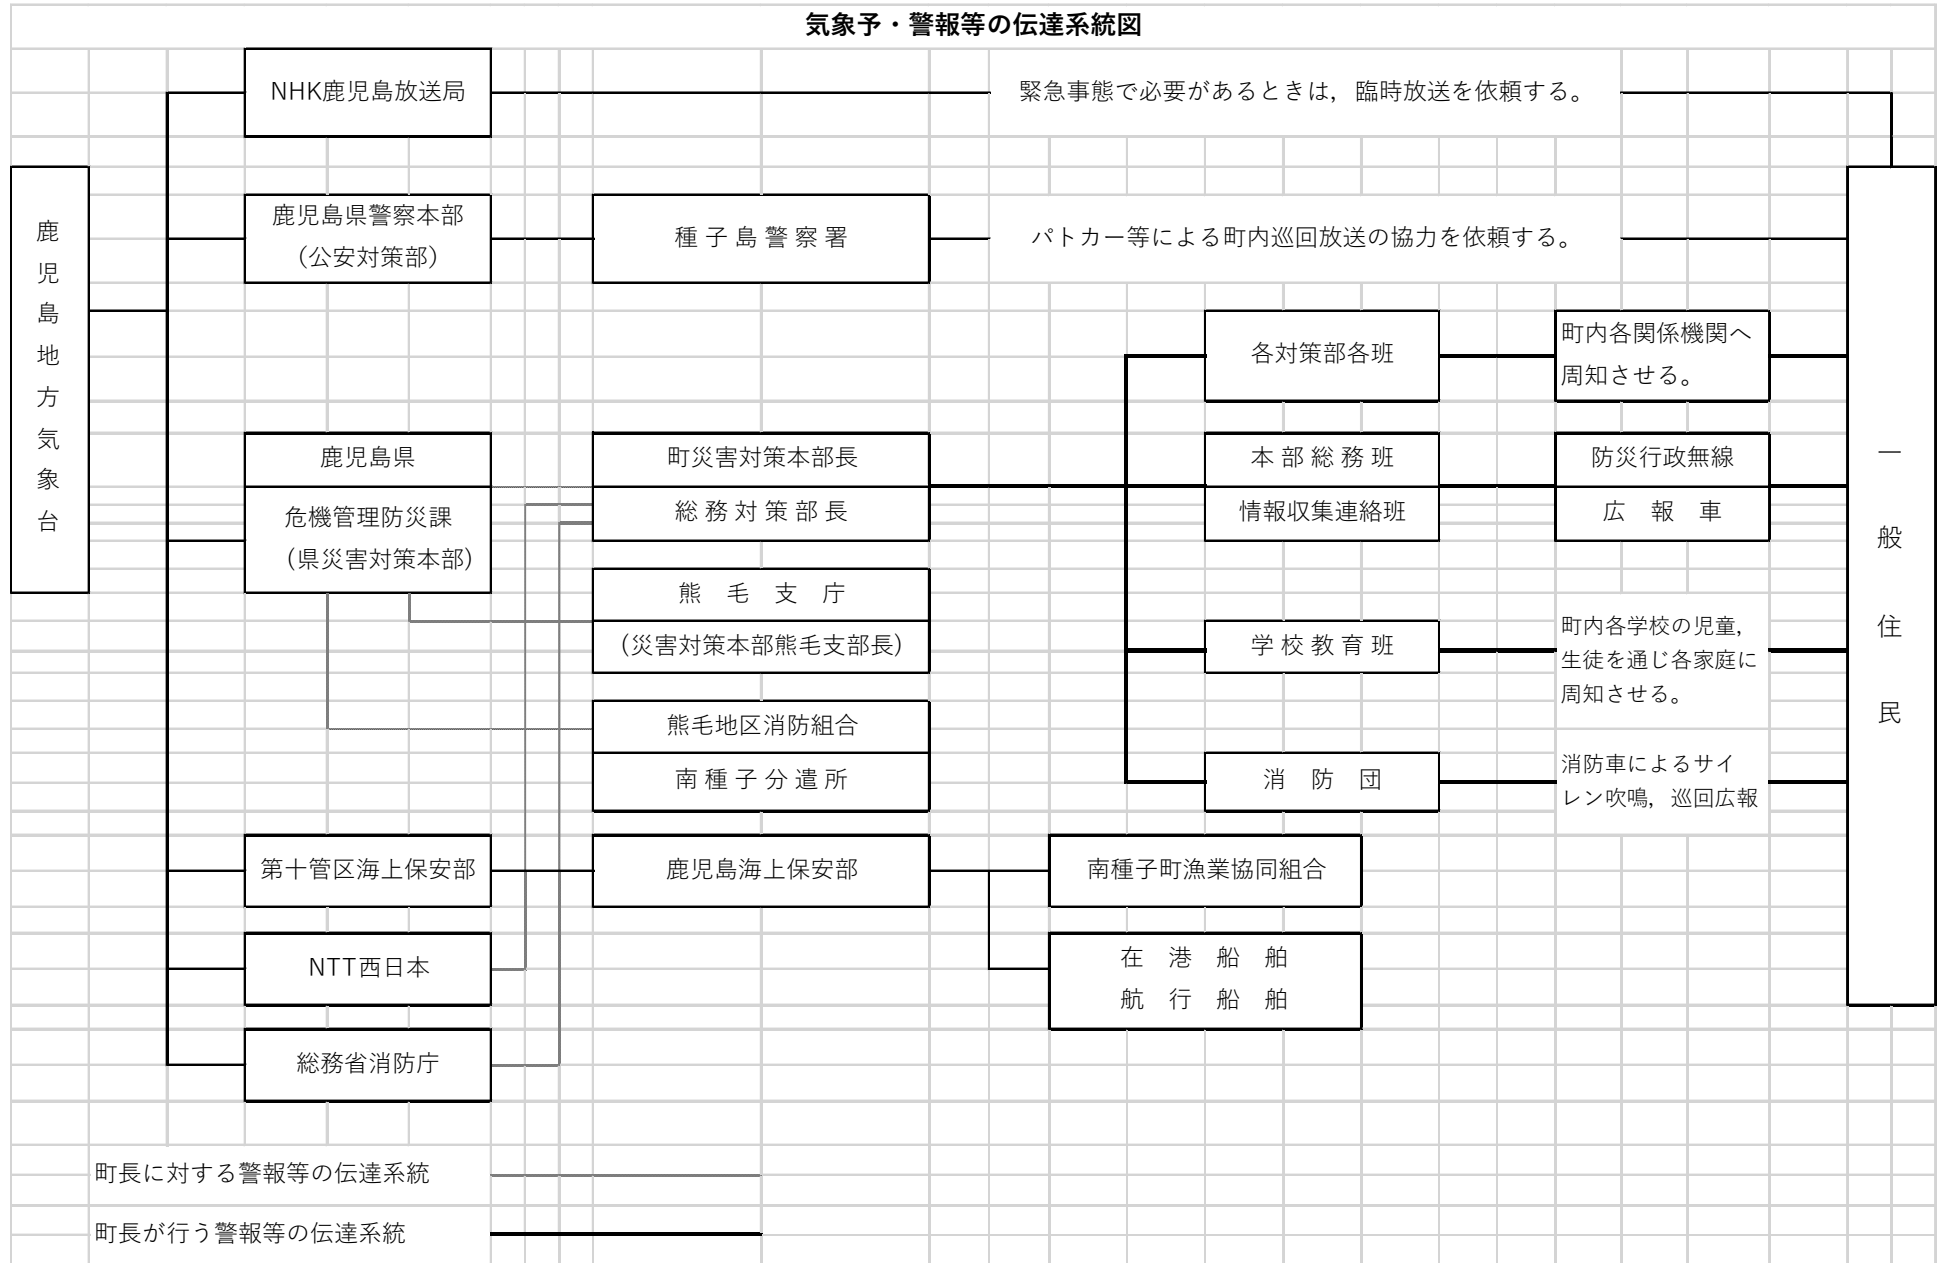 気象予・警報等の伝達系統図
NHK鹿児島放送局
緊急事態で必要があるときは，臨時放送を依頼する。
鹿児島地方気象台
鹿児島県警察本部
（公安対策部）
種子島警察署
パトカー等による町内巡回放送の協力を依頼する。
各対策部各班
町内各関係機関へ
周知させる。
鹿児島県
危機管理防災課
（県災害対策本部）
町災害対策本部長
総務対策部長
本部総務班
情報収集連絡班
防災行政無線
広　報　車
一般住民
熊　毛　支　庁
（災害対策本部熊毛支部長）
学校教育班
町内各学校の児童，
生徒を通じ各家庭に
周知させる。
熊毛地区消防組合
南種子分遣所
消　防　団
消防車によるサイ
レン吹鳴，巡回広報
第十管区海上保安部
鹿児島海上保安部
南種子町漁業協同組合
NTT西日本
在　港　船　舶
航　行　船　舶
総務省消防庁
町長に対する警報等の伝達系統
町長が行う警報等の伝達系統